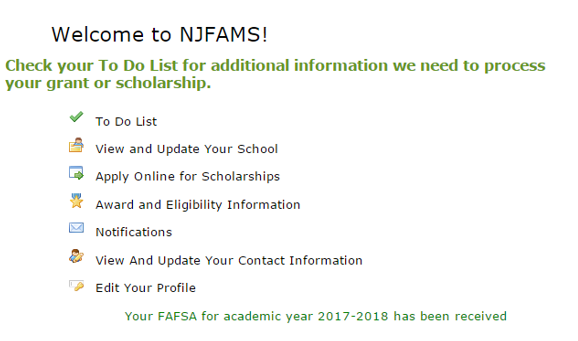 Welcome to NJFAMS!
Check your To Do List for additional information we need to process
your grant or scholarship.
To Do List
View and Update Your School
Apply Online for Scholarships
Award and Eligibility Information
Notifications
View And Update Your Contact Information
Edit Your Profile
Your FAFSA for academic year 2017-2018 has been received